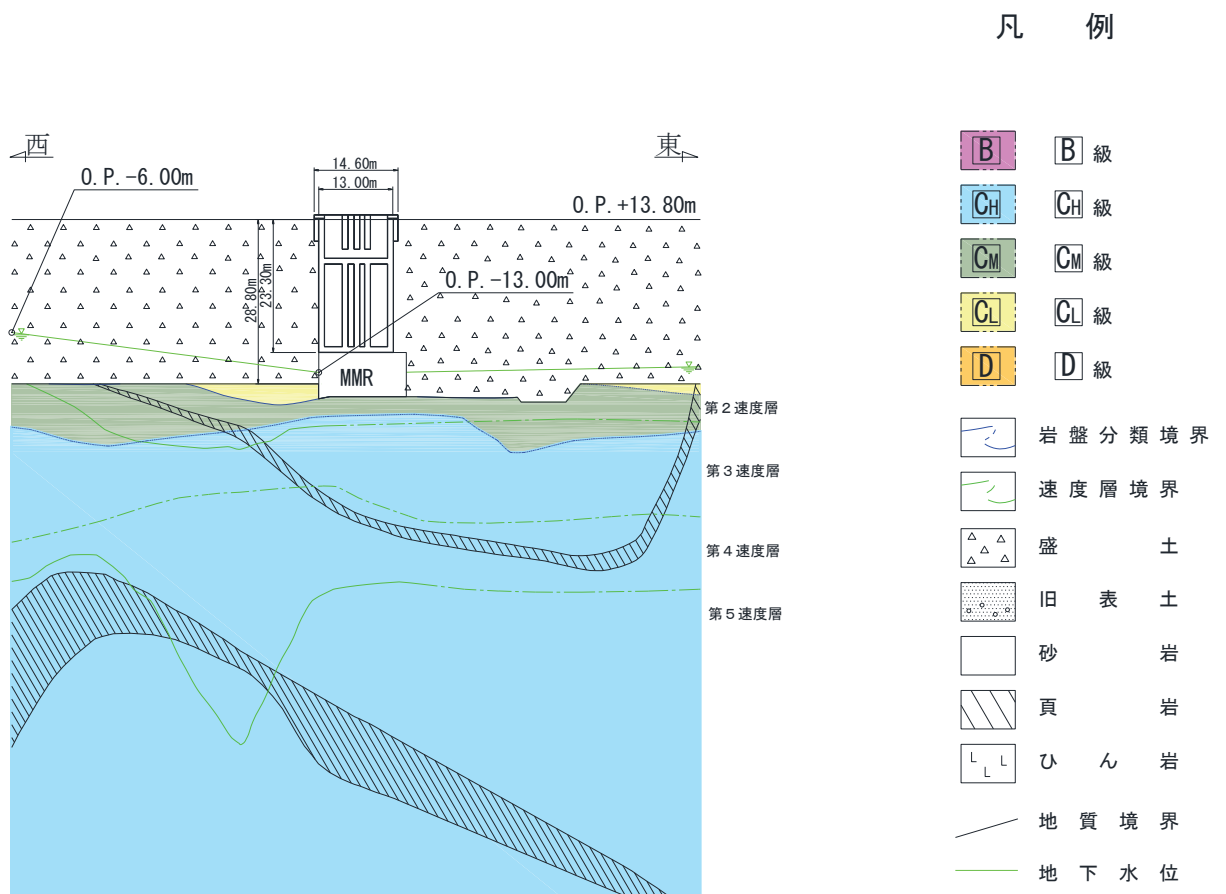 凡 例
西
東
14.60m
13.00m
O.P.-6.00m
O.P.+13.80m
28.80m
23.30m
O.P.-13.00m
MMR
第2速度層
第3速度層
第4速度層
第5速度層
B B 級
CH CH 級
CM CM 級
CL CL 級
D D 級
岩盤分類境界
速度層境界
盛土
旧表土
砂岩
頁岩
ひん岩
地質境界
地下水位